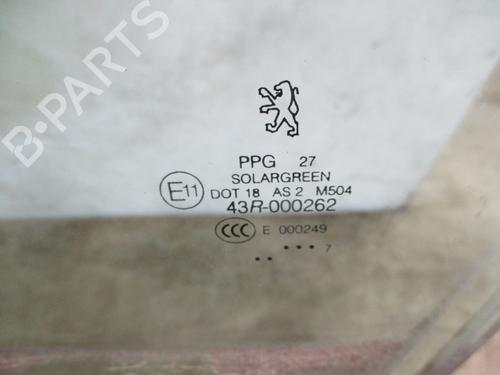 B-PARTS
PPG 27
SOLARGREEN
E11
DOT 18 AS 2 M504
43R-000262
CCC E 000249
.. ... 7